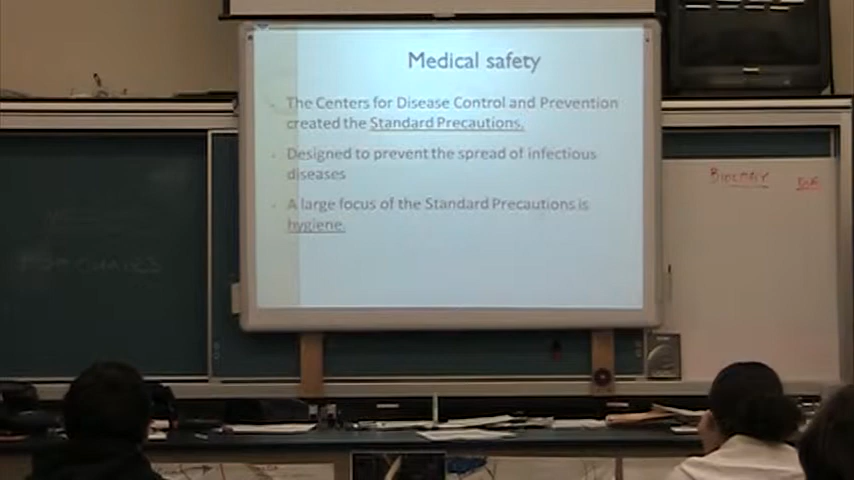 Medical safety
The Centers for Disease Control and Prevention
created the Standard Precautions.
Designed to prevent the spread of infectious
diseases
A large focus of the Standard Precautions is
hygiene.